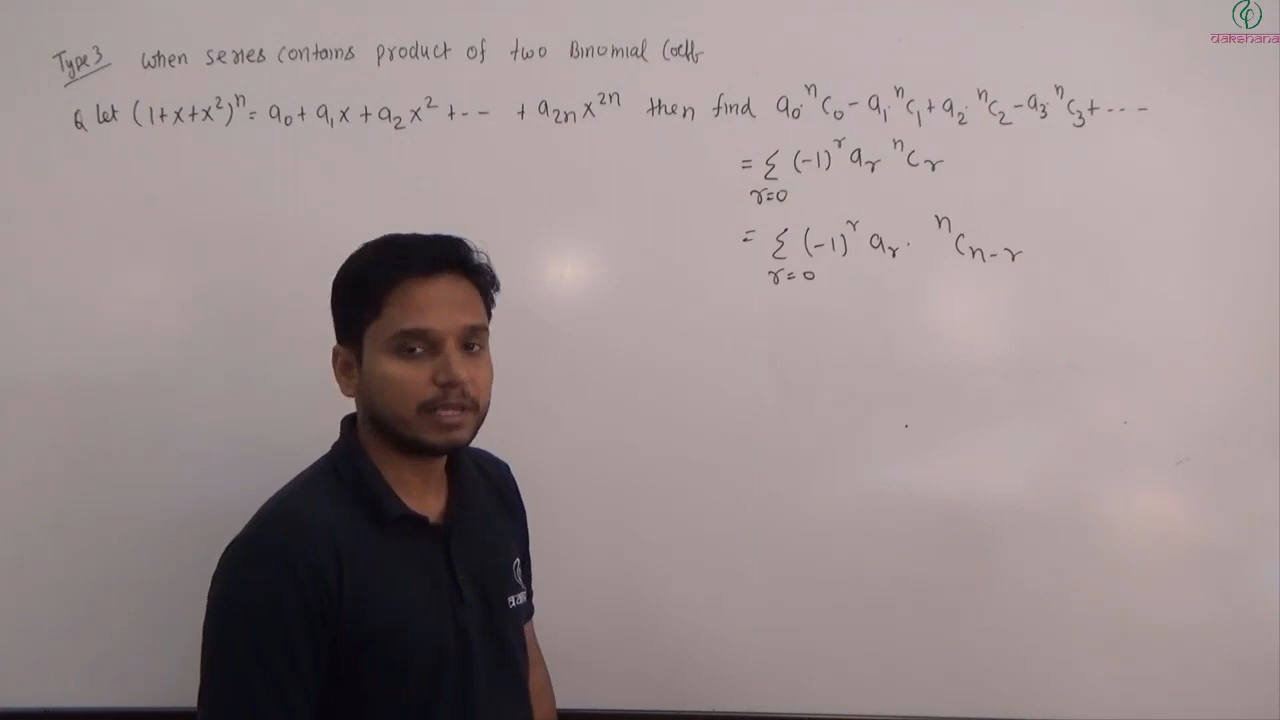 dakshana
Type 3 When series contains product of two Binomial Coeff
Q let (1+x+x²)ⁿ = a₀ + a₁x + a₂x² + -- + a₂ₙx²ⁿ then find a₀·ⁿC₀ - a₁·ⁿC₁ + a₂·ⁿC₂ - a₃·ⁿC₃ + ----
= Σ (-1)ʳ aᵣ ⁿCᵣ
r=0
= Σ (-1)ʳ aᵣ· ⁿCₙ₋ᵣ
r=0